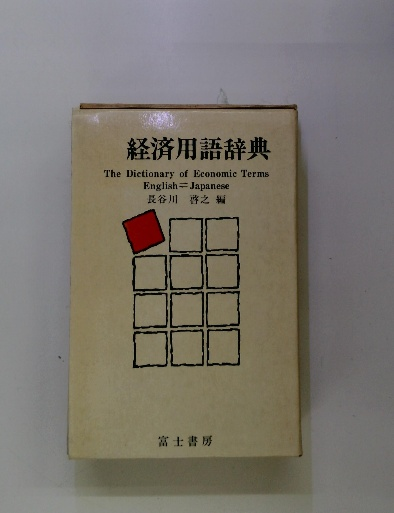 経済用語辞典
The Dictionary of Economic Terms
English⇌Japanese
長谷川 啓之 編
富士書房